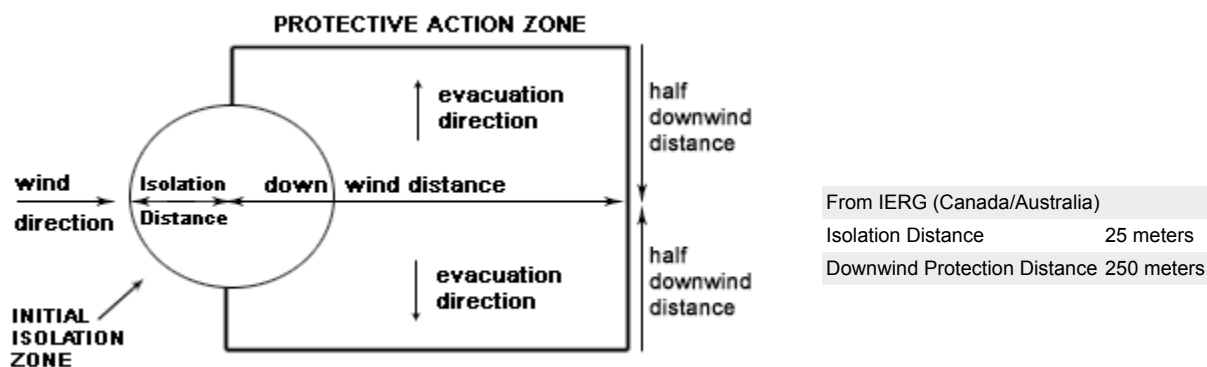 PROTECTIVE ACTION ZONE
evacuation
direction
half
downwind
distance
wind
direction
Isolation
Distance
down wind distance
evacuation
direction
half
downwind
distance
INITIAL
ISOLATION
ZONE
From IERG (Canada/Australia)
Isolation Distance 25 meters
Downwind Protection Distance 250 meters